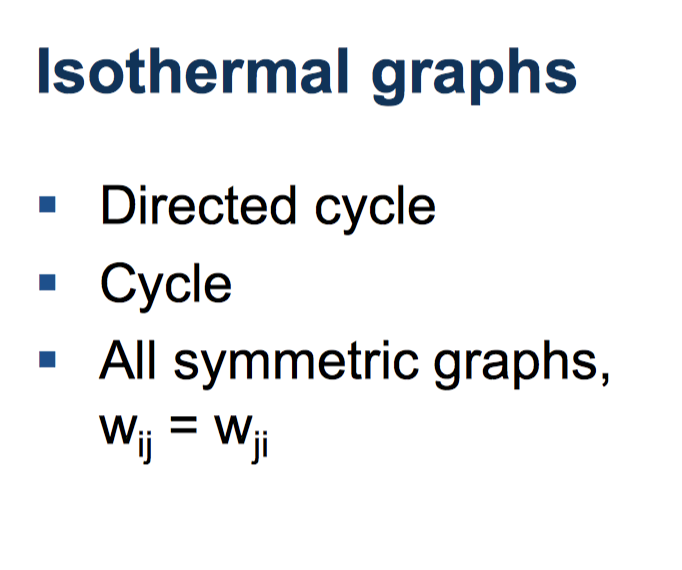 Isothermal graphs
▪ Directed cycle
▪ Cycle
▪ All symmetric graphs,
wij = wji